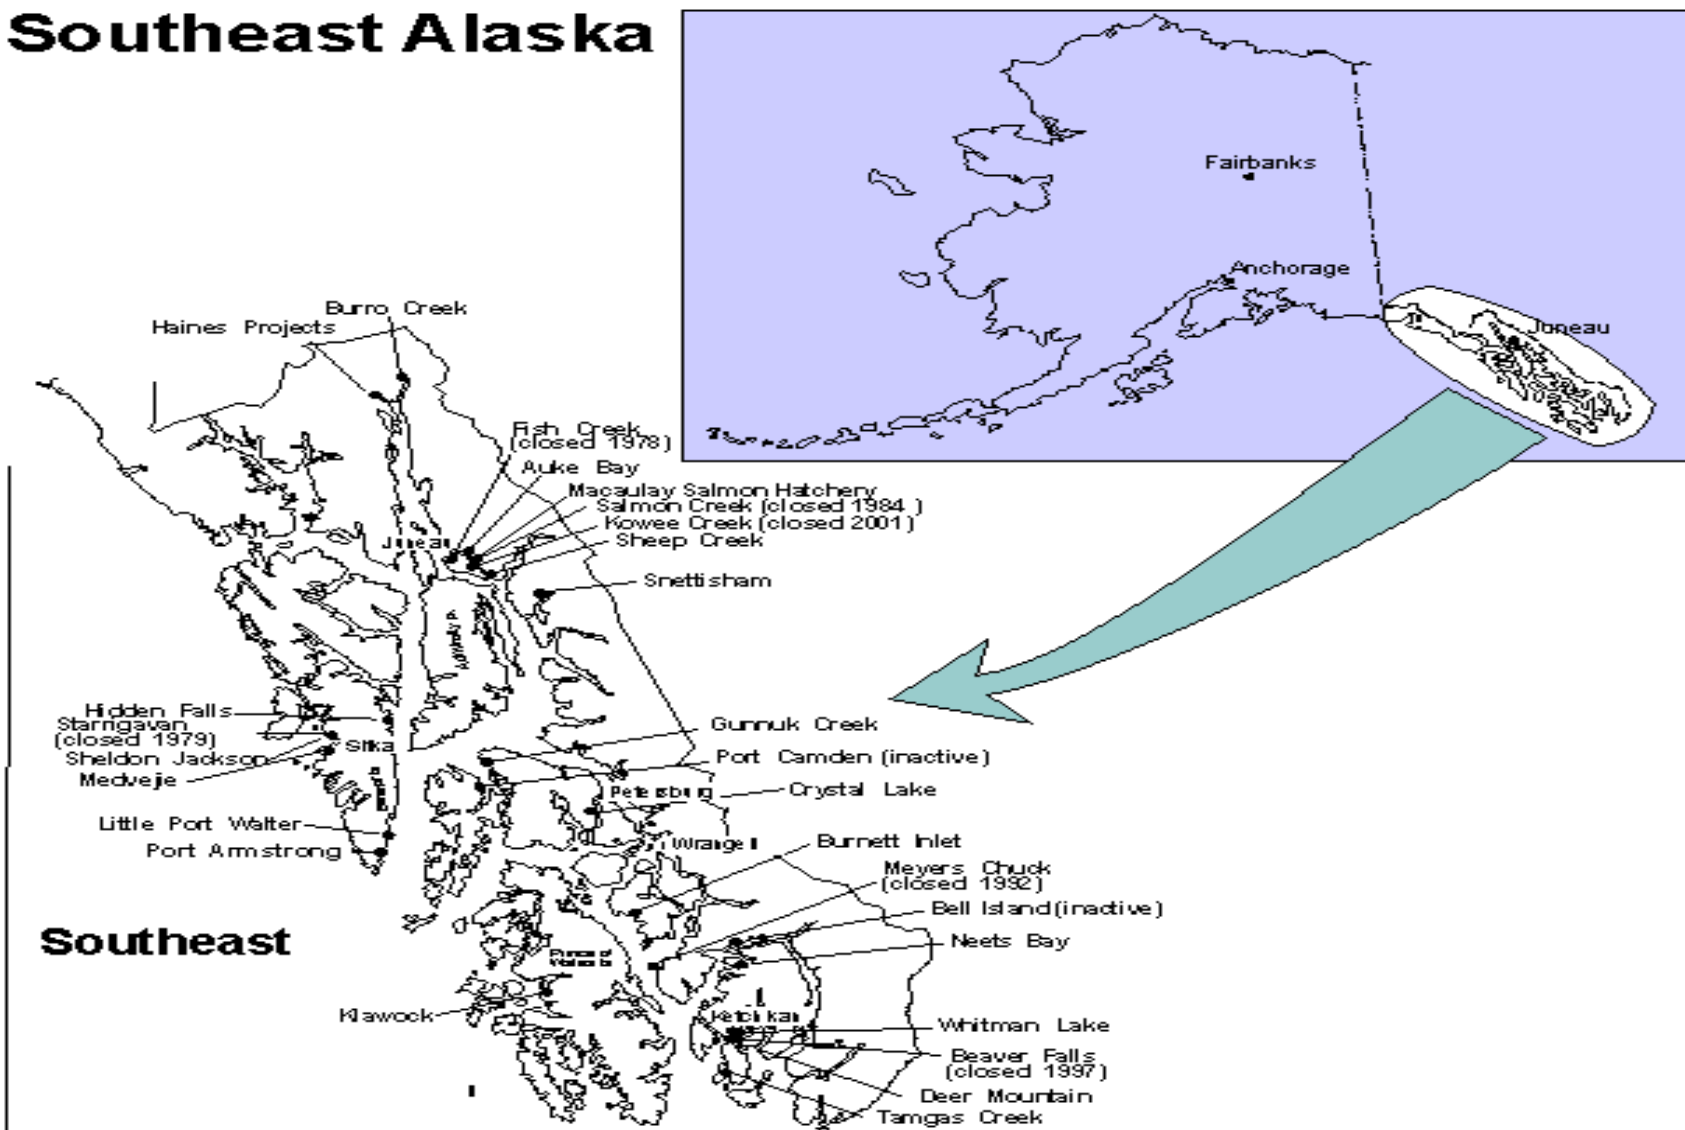 Southeast Alaska
Fairbanks
Anchorage
Juneau
Burro Creek
Haines Projects
Fish Creek
(closed 1978)
Auke Bay
Macaulay Salmon Hatchery
Salmon Creek (closed 1984 )
Kowee Creek (closed 2001)
Juneau
Sheep Creek
Snettisham
Hidden Falls
Starrigavan
(closed 1979)
Sitka
Sheldon Jackson
Medvejie
Gunnuk Creek
Port Camden (inactive)
Petersburg
Crystal Lake
Little Port Walter
Port Armstrong
Wrangell
Burnett Inlet
Meyers Chuck
(closed 1992)
Bell Island (inactive)
Southeast
Neets Bay
Prince of
Klawock
Ketchikan
Whitman Lake
Beaver Falls
(closed 1997)
Deer Mountain
Tamgas Creek